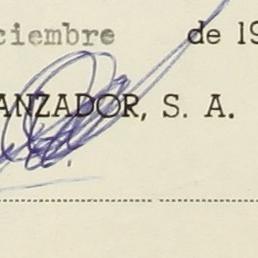 ciembre de 19
ANZADOR, S. A.